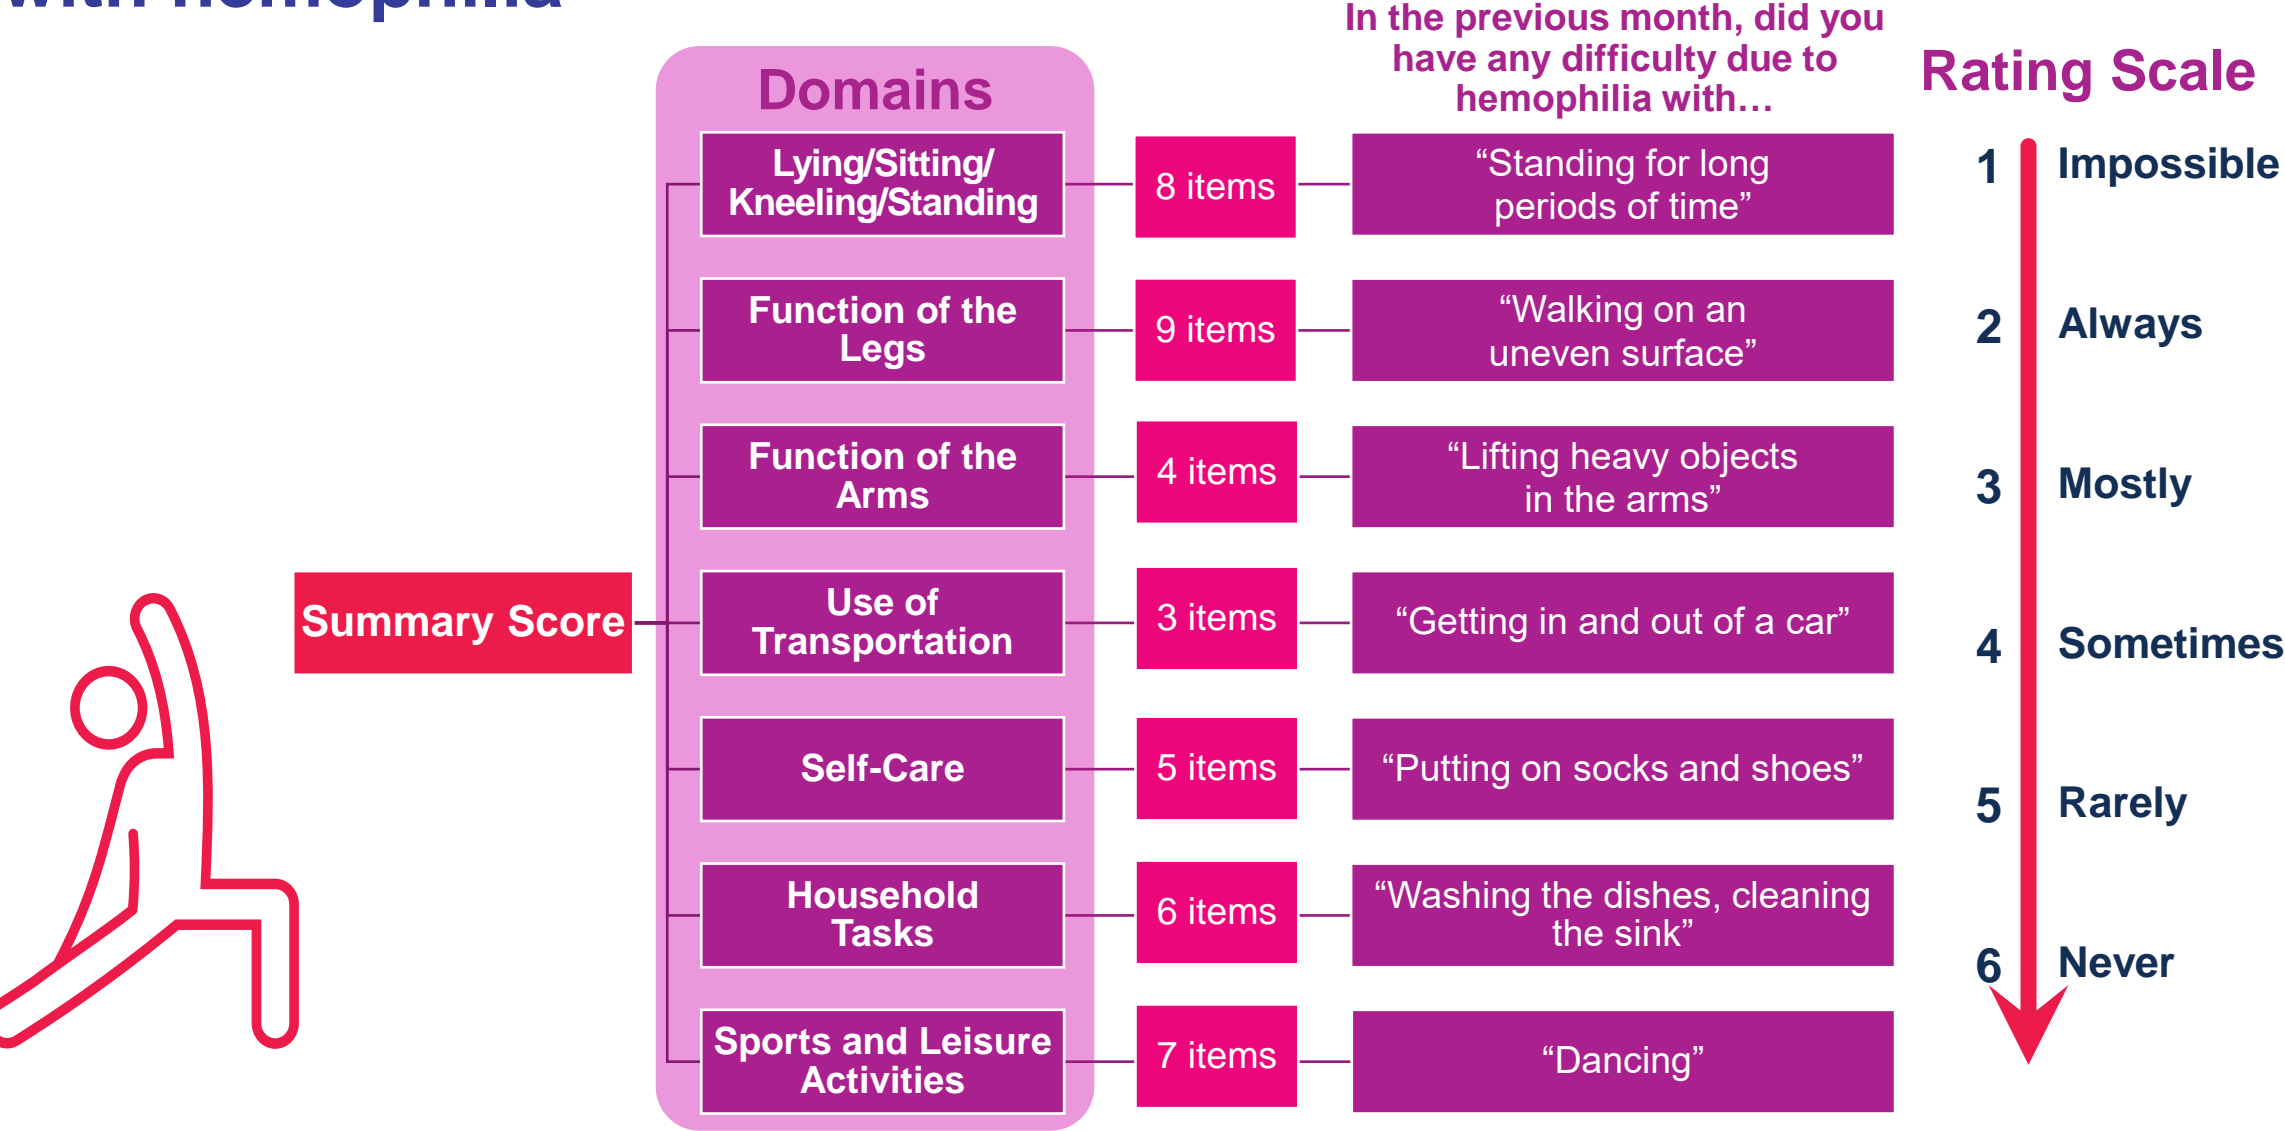 with hemophilia
In the previous month, did you
have any difficulty due to
hemophilia with…
Rating Scale
Domains
Lying/Sitting/
Kneeling/Standing
8 items
“Standing for long
periods of time”
Function of the
Legs
9 items
“Walking on an
uneven surface”
Function of the
Arms
4 items
“Lifting heavy objects
in the arms”
Summary Score
Use of
Transportation
3 items
“Getting in and out of a car”
Self-Care
5 items
“Putting on socks and shoes”
Household
Tasks
6 items
“Washing the dishes, cleaning
the sink”
Sports and Leisure
Activities
7 items
“Dancing”
1 Impossible
2 Always
3 Mostly
4 Sometimes
5 Rarely
6 Never